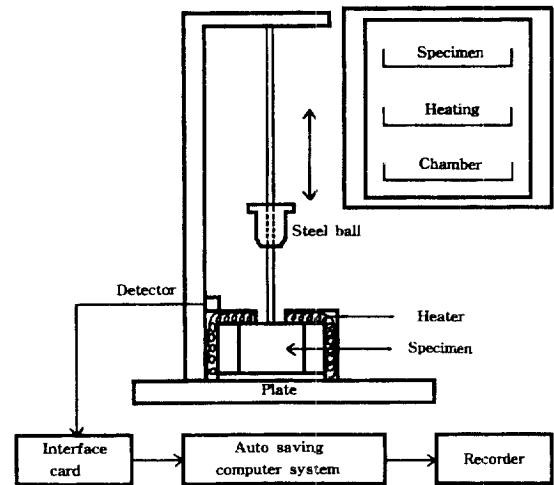 Specimen
Heating
Chamber
Steel ball
Detector
Heater
Specimen
Plate
Interface
card
Auto saving
computer system
Recorder